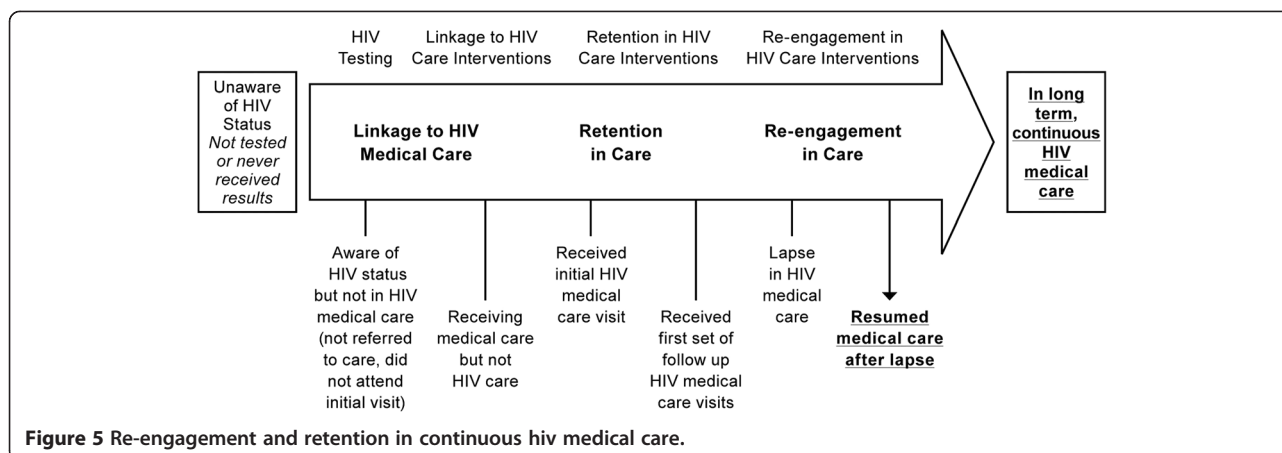 HIV
Testing
Linkage to HIV
Care Interventions
Retention in HIV
Care Interventions
Re-engagement in
HIV Care Interventions
Unaware
of HIV
Status
Not tested
or never
received
results
Linkage to HIV
Medical Care
Retention
in Care
Re-engagement
in Care
In long
term,
continuous
HIV
medical
care
Aware of
HIV status
but not in HIV
medical care
(not referred
to care, did
not attend
initial visit)
Receiving
medical care
but not
HIV care
Received
initial HIV
medical
care visit
Received
first set of
follow up
HIV medical
care visits
Lapse
in HIV
medical
care
Resumed
medical care
after lapse
Figure 5 Re-engagement and retention in continuous hiv medical care.